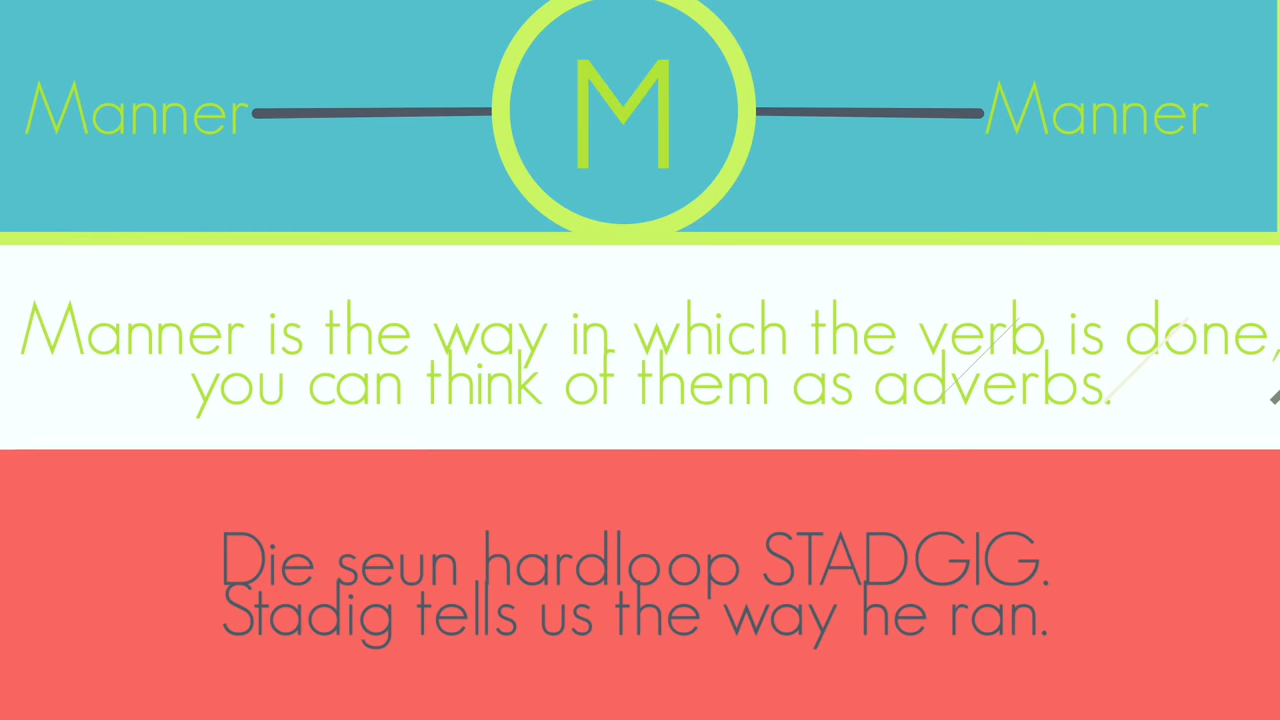 M
Manner Manner
Manner is the way in which the verb is done,
you can think of them as adverbs.
Die seun hardloop STADGIG.
Stadig tells us the way he ran.